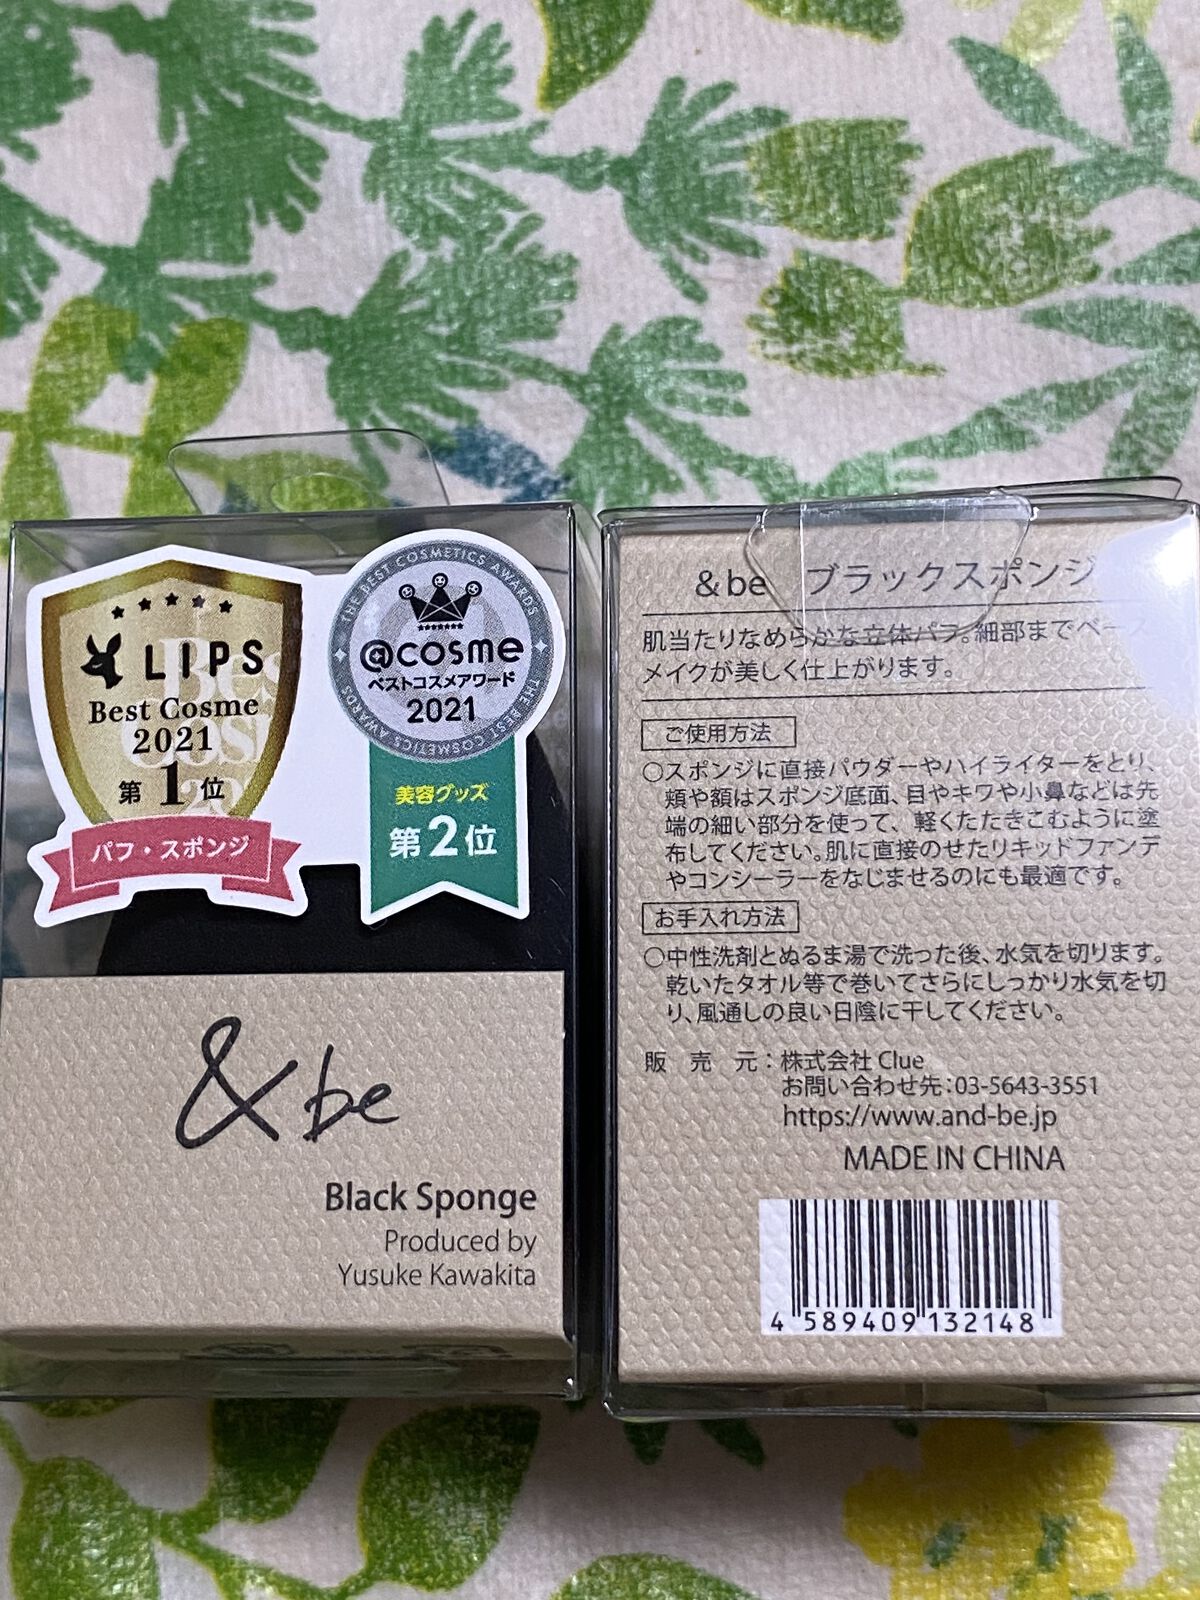 LIPS
Best Cosme
2021
第1位
パフ・スポンジ
THE BEST COSMETICS AWARDS
THE BEST COSMETICS AWARDS
@cosme
ベストコスメアワード
2021
美容グッズ
第2位
&be
Black Sponge
Produced by
Yusuke Kawakita
&be ブラックスポンジ
肌当たりなめらかな立体パフ。細部までベー
メイクが美しく仕上がります。
ご使用方法
○スポンジに直接パウダーやハイライターをとり、
頬や額はスポンジ底面、目やキワや小鼻などは先
端の細い部分を使って、軽くたたきこむように塗
布してください。肌に直接のせたリキッドファンデ
やコンシーラーをなじませるのにも最適です。
お手入れ方法
○中性洗剤とぬるま湯で洗った後、水気を切ります。
乾いたタオル等で巻いてさらにしっかり水気を切
り、風通しの良い日陰に干してください。
販売元：株式会社 Clue
お問い合わせ先：03-5643-3551
https://www.and-be.jp
MADE IN CHINA
4 589409 132148